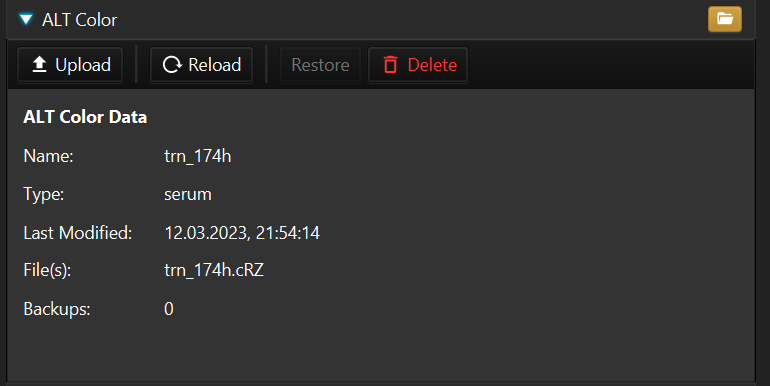 ALT Color
Upload Reload Restore Delete
ALT Color Data
Name: trn_174h
Type: serum
Last Modified: 12.03.2023, 21:54:14
File(s): trn_174h.cRZ
Backups: 0